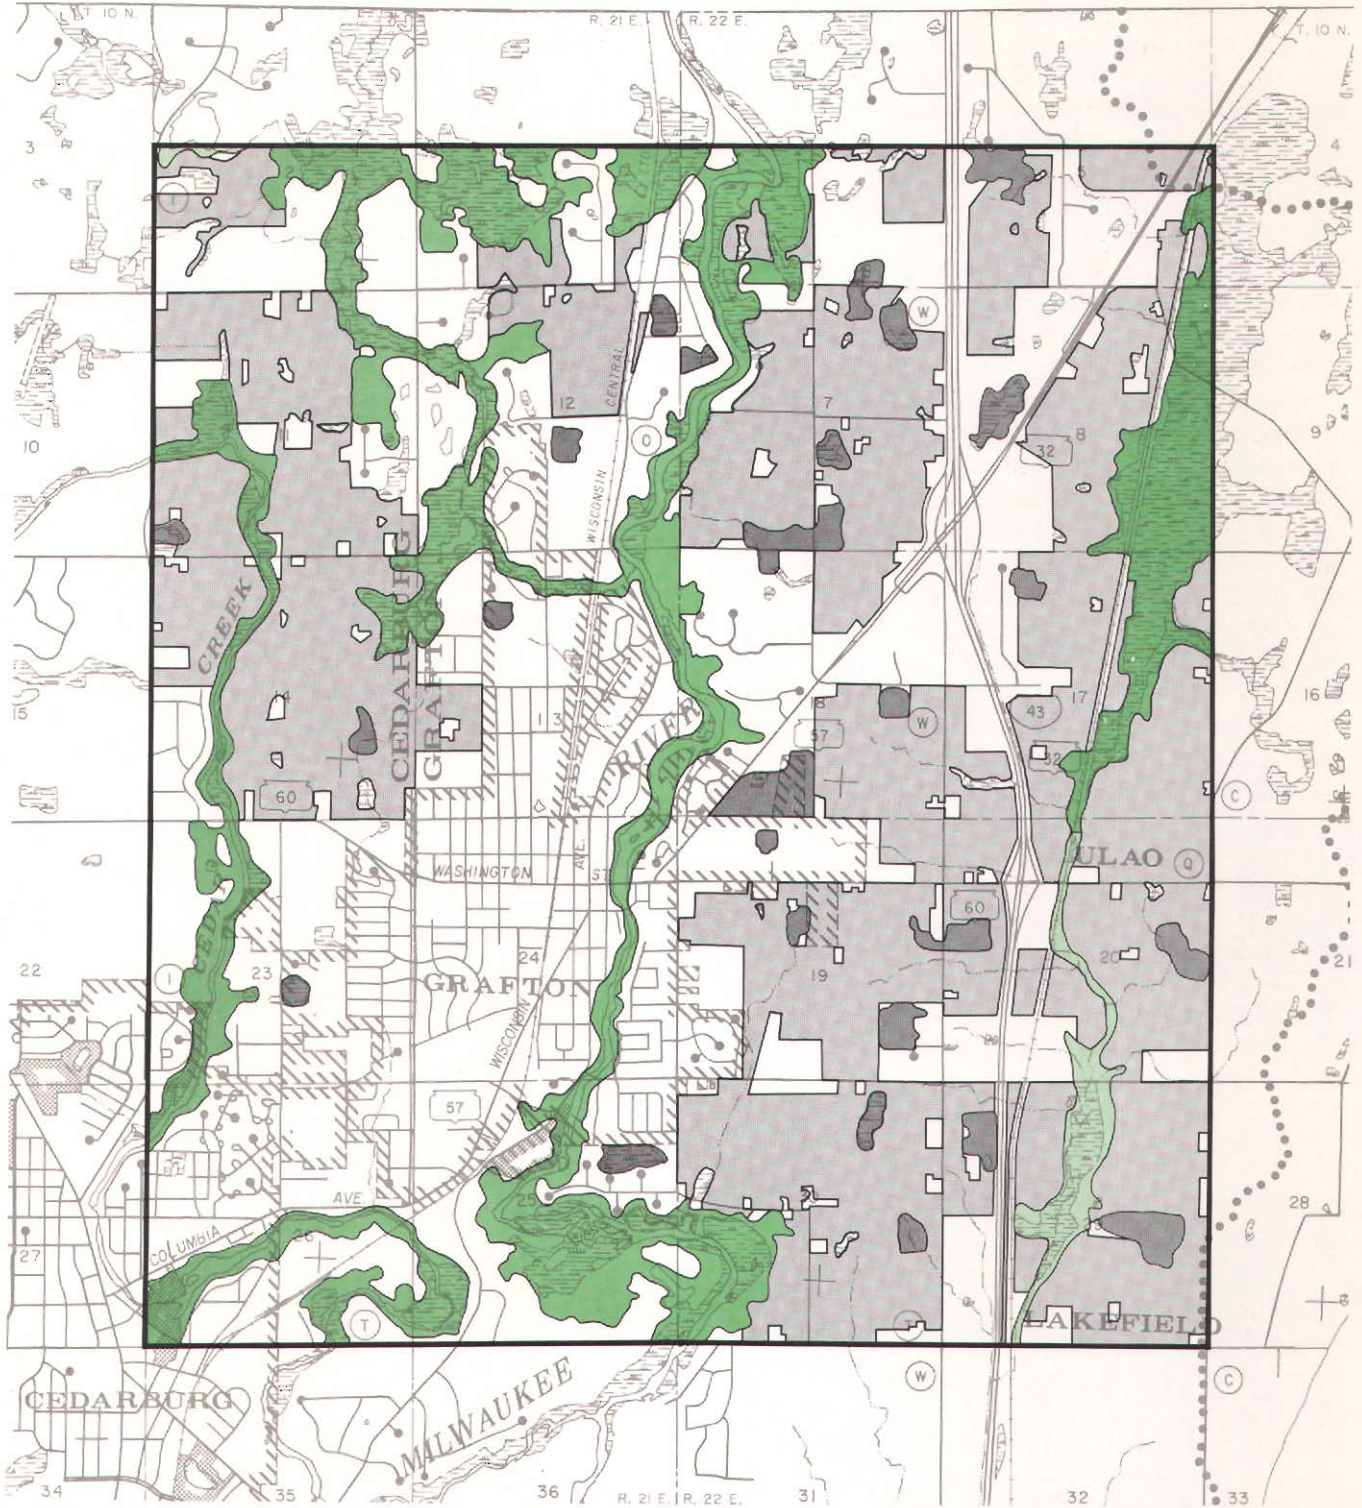 T. 10 N.
R. 21 E.
R. 22 E.
T. 10 N.
3
4
I
W
CENTRAL
12
7
8
O
32
10
9
WISCONSIN
CREEK
CEDARBURG
GRAFTON
15
16
13
18
43
17
W
57
RIVER
32
60
C
WASHINGTON
ST.
AVE.
ULAO
Q
CEDAR
60
22
I
23
24
19
20
21
GRAFTON
WISCONSIN
57
AVE.
25
28
COLUMBIA
26
27
T
T
LAKEFIELD
CEDARBURG
MILWAUKEE
W
C
34
35
36
R. 21 E.
R. 22 E.
31
32
33